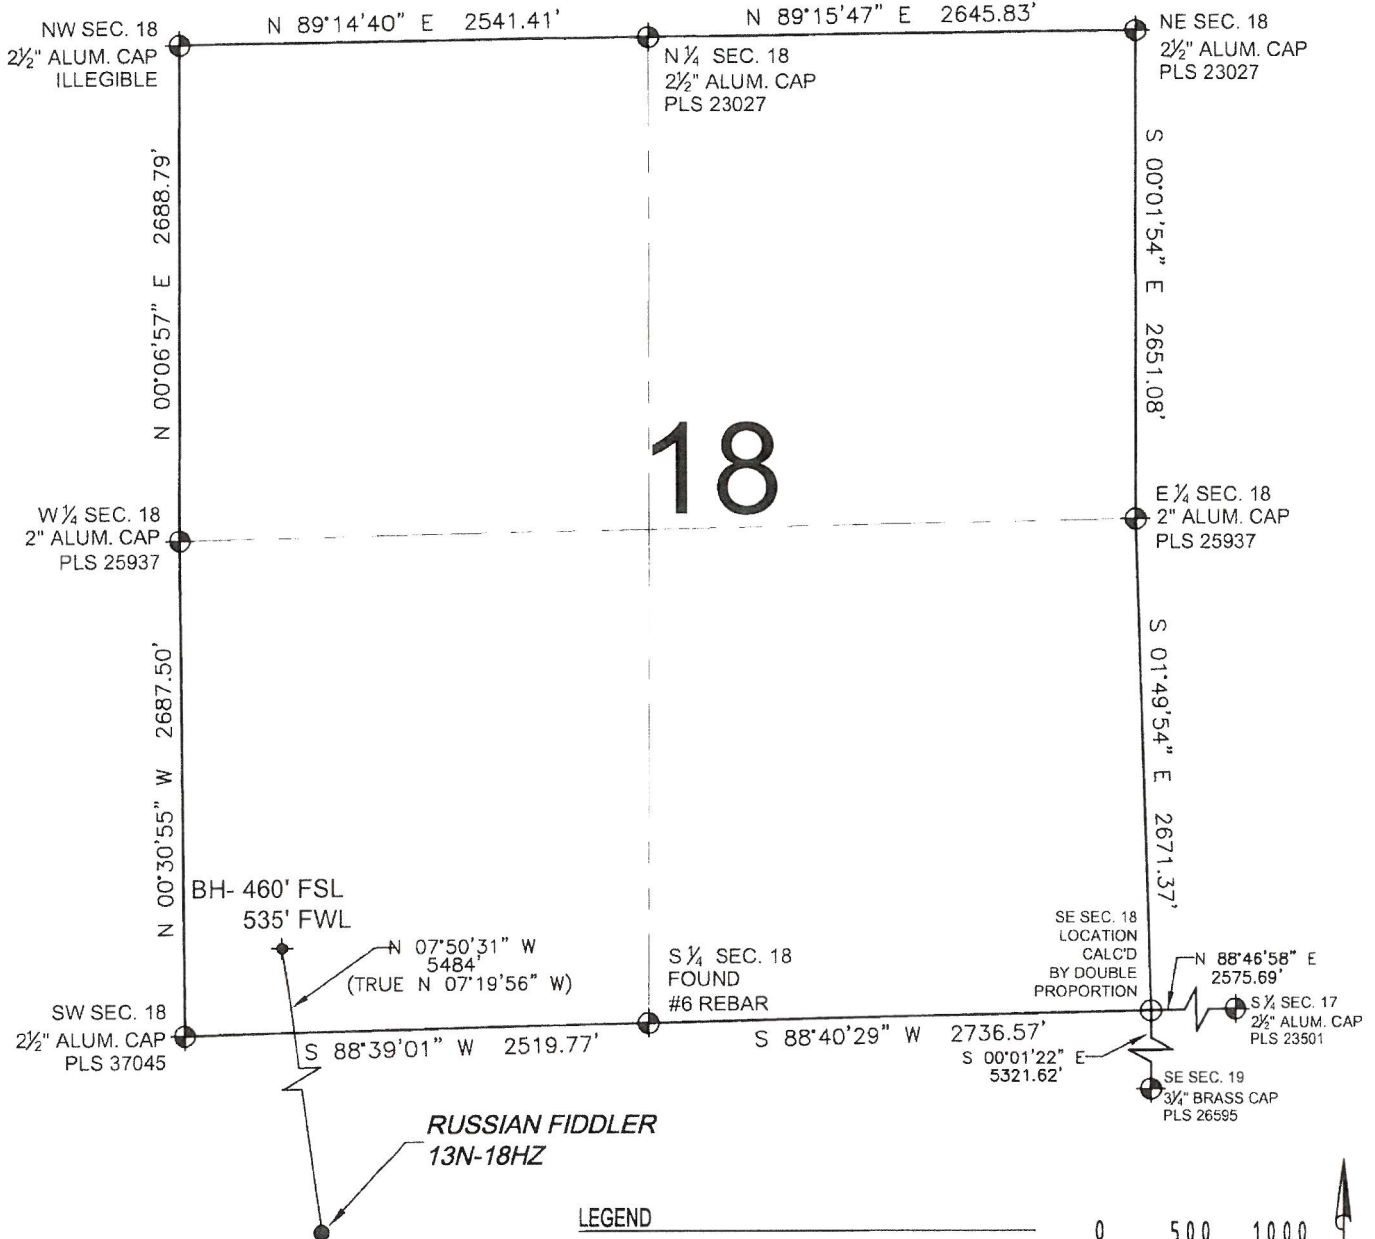 NW SEC. 18
2½" ALUM. CAP
ILLEGIBLE
N 89°14'40" E 2541.41'
N 89°15'47" E 2645.83'
NE SEC. 18
2½" ALUM. CAP
PLS 23027
N ¼ SEC. 18
2½" ALUM. CAP
PLS 23027
N 00°06'57" E 2688.79'
S 00°01'54" E 2651.08'
18
W ¼ SEC. 18
2" ALUM. CAP
PLS 25937
E ¼ SEC. 18
2" ALUM. CAP
PLS 25937
N 00°30'55" W 2687.50'
S 01°49'54" E 2671.37'
BH- 460' FSL
535' FWL
N 07°50'31" W
5484'
(TRUE N 07°19'56" W)
S ¼ SEC. 18
FOUND
#6 REBAR
SE SEC. 18
LOCATION
CALC'D
BY DOUBLE
PROPORTION
N 88°46'58" E
2575.69'
SW SEC. 18
2½" ALUM. CAP
PLS 37045
S 88°39'01" W 2519.77'
S 88°40'29" W 2736.57'
S ¼ SEC. 17
2½" ALUM. CAP
PLS 23501
S 00°01'22" E
5321.62'
SE SEC. 19
3¼" BRASS CAP
PLS 26595
RUSSIAN FIDDLER
13N-18HZ
LEGEND
0 500 1000